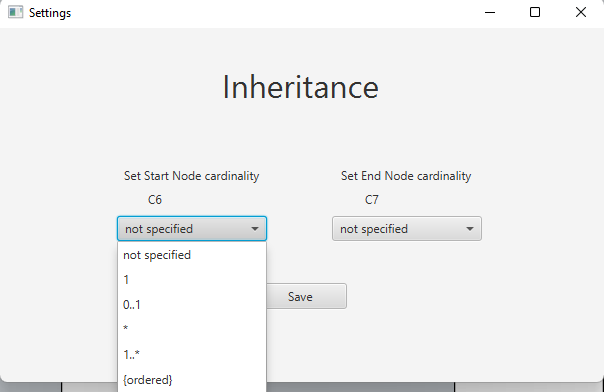 Settings
Inheritance
Set Start Node cardinality
Set End Node cardinality
C6
C7
not specified
not specified
not specified
1
0..1
*
1..*
{ordered}
Save